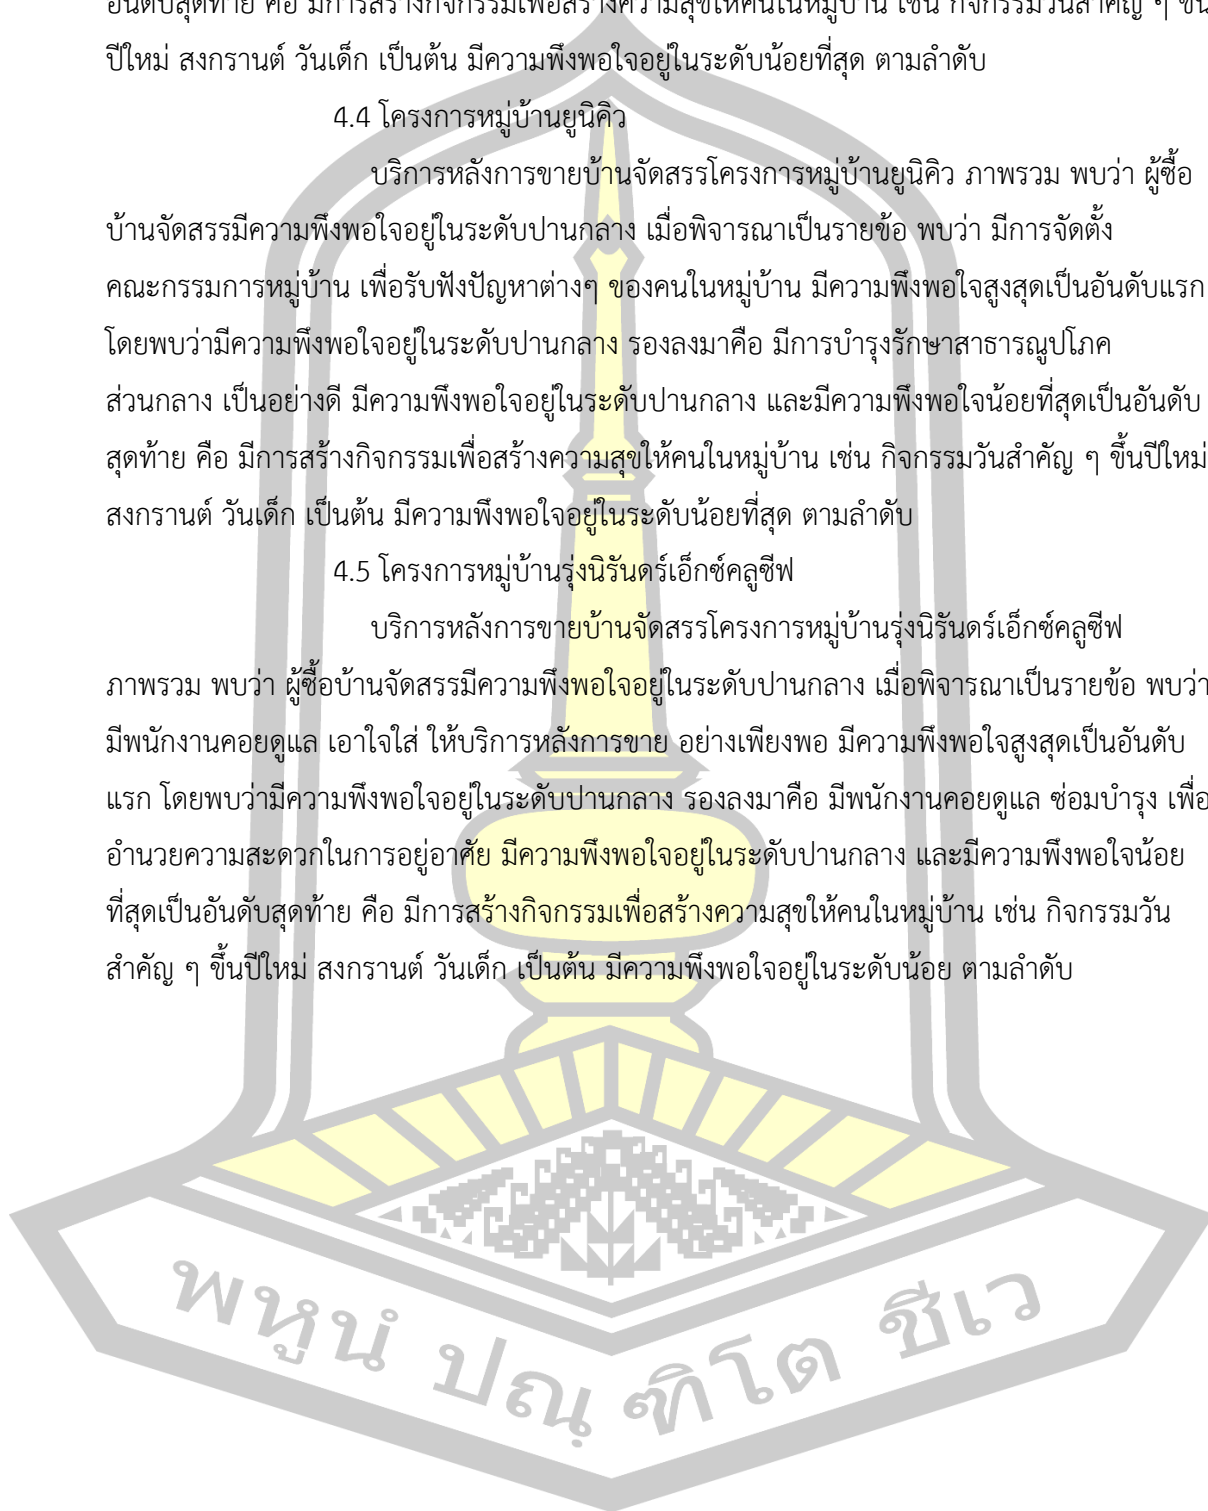 อันดับสุดท้าย คือ มีการสร้างกิจกรรมเพื่อสร้างความสุขให้คนในหมู่บ้าน เช่น กิจกรรมวันสำคัญ ๆ ขึ้น
ปีใหม่ สงกรานต์ วันเด็ก เป็นต้น มีความพึงพอใจอยู่ในระดับน้อยที่สุด ตามลำดับ
4.4 โครงการหมู่บ้านยูนิคิว
บริการหลังการขายบ้านจัดสรรโครงการหมู่บ้านยูนิคิว ภาพรวม พบว่า ผู้ซื้อ
บ้านจัดสรรมีความพึงพอใจอยู่ในระดับปานกลาง เมื่อพิจารณาเป็นรายข้อ พบว่า มีการจัดตั้ง
คณะกรรมการหมู่บ้าน เพื่อรับฟังปัญหาต่างๆ ของคนในหมู่บ้าน มีความพึงพอใจสูงสุดเป็นอันดับแรก
โดยพบว่ามีความพึงพอใจอยู่ในระดับปานกลาง รองลงมาคือ มีการบำรุงรักษาสาธารณูปโภค
ส่วนกลาง เป็นอย่างดี มีความพึงพอใจอยู่ในระดับปานกลาง และมีความพึงพอใจน้อยที่สุดเป็นอันดับ
สุดท้าย คือ มีการสร้างกิจกรรมเพื่อสร้างความสุขให้คนในหมู่บ้าน เช่น กิจกรรมวันสำคัญ ๆ ขึ้นปีใหม่
สงกรานต์ วันเด็ก เป็นต้น มีความพึงพอใจอยู่ในระดับน้อยที่สุด ตามลำดับ
4.5 โครงการหมู่บ้านรุ่งนิรันดร์เอ็กซ์คลูซีฟ
บริการหลังการขายบ้านจัดสรรโครงการหมู่บ้านรุ่งนิรันดร์เอ็กซ์คลูซีฟ
ภาพรวม พบว่า ผู้ซื้อบ้านจัดสรรมีความพึงพอใจอยู่ในระดับปานกลาง เมื่อพิจารณาเป็นรายข้อ พบว่า
มีพนักงานคอยดูแล เอาใจใส่ ให้บริการหลังการขาย อย่างเพียงพอ มีความพึงพอใจสูงสุดเป็นอันดับ
แรก โดยพบว่ามีความพึงพอใจอยู่ในระดับปานกลาง รองลงมาคือ มีพนักงานคอยดูแล ซ่อมบำรุง เพื่อ
อำนวยความสะดวกในการอยู่อาศัย มีความพึงพอใจอยู่ในระดับปานกลาง และมีความพึงพอใจน้อย
ที่สุดเป็นอันดับสุดท้าย คือ มีการสร้างกิจกรรมเพื่อสร้างความสุขให้คนในหมู่บ้าน เช่น กิจกรรมวัน
สำคัญ ๆ ขึ้นปีใหม่ สงกรานต์ วันเด็ก เป็นต้น มีความพึงพอใจอยู่ในระดับน้อย ตามลำดับ
พหูนํ ปณฺฑิโต ชีเว